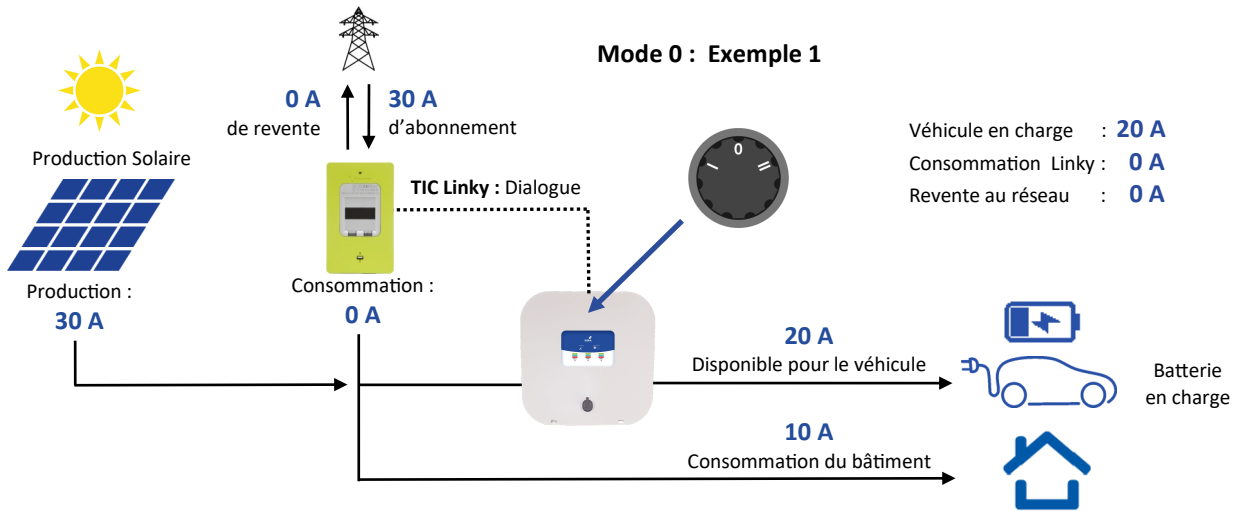 Mode 0 : Exemple 1
0 A
de revente
30 A
d'abonnement
Production Solaire
TIC Linky : Dialogue
0
Véhicule en charge : 20 A
Consommation Linky : 0 A
Revente au réseau : 0 A
Production :
30 A
Consommation :
0 A
20 A
Disponible pour le véhicule
Batterie
en charge
10 A
Consommation du bâtiment